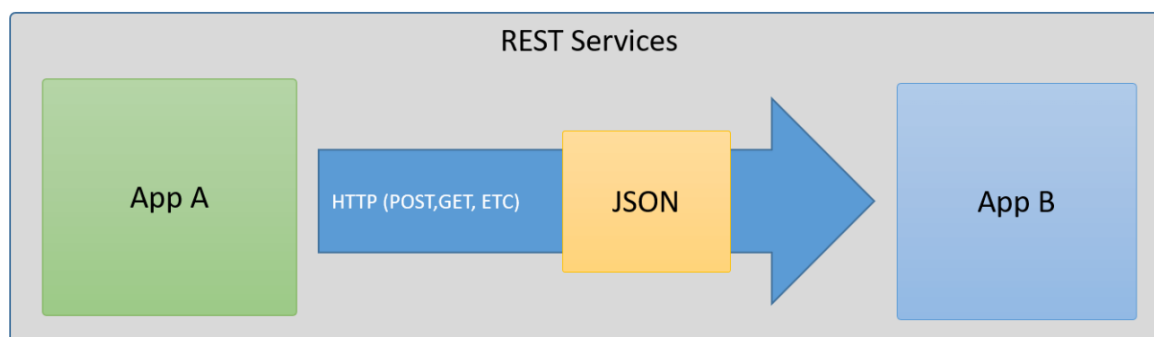 REST Services
App A
HTTP (POST,GET, ETC)
JSON
App B